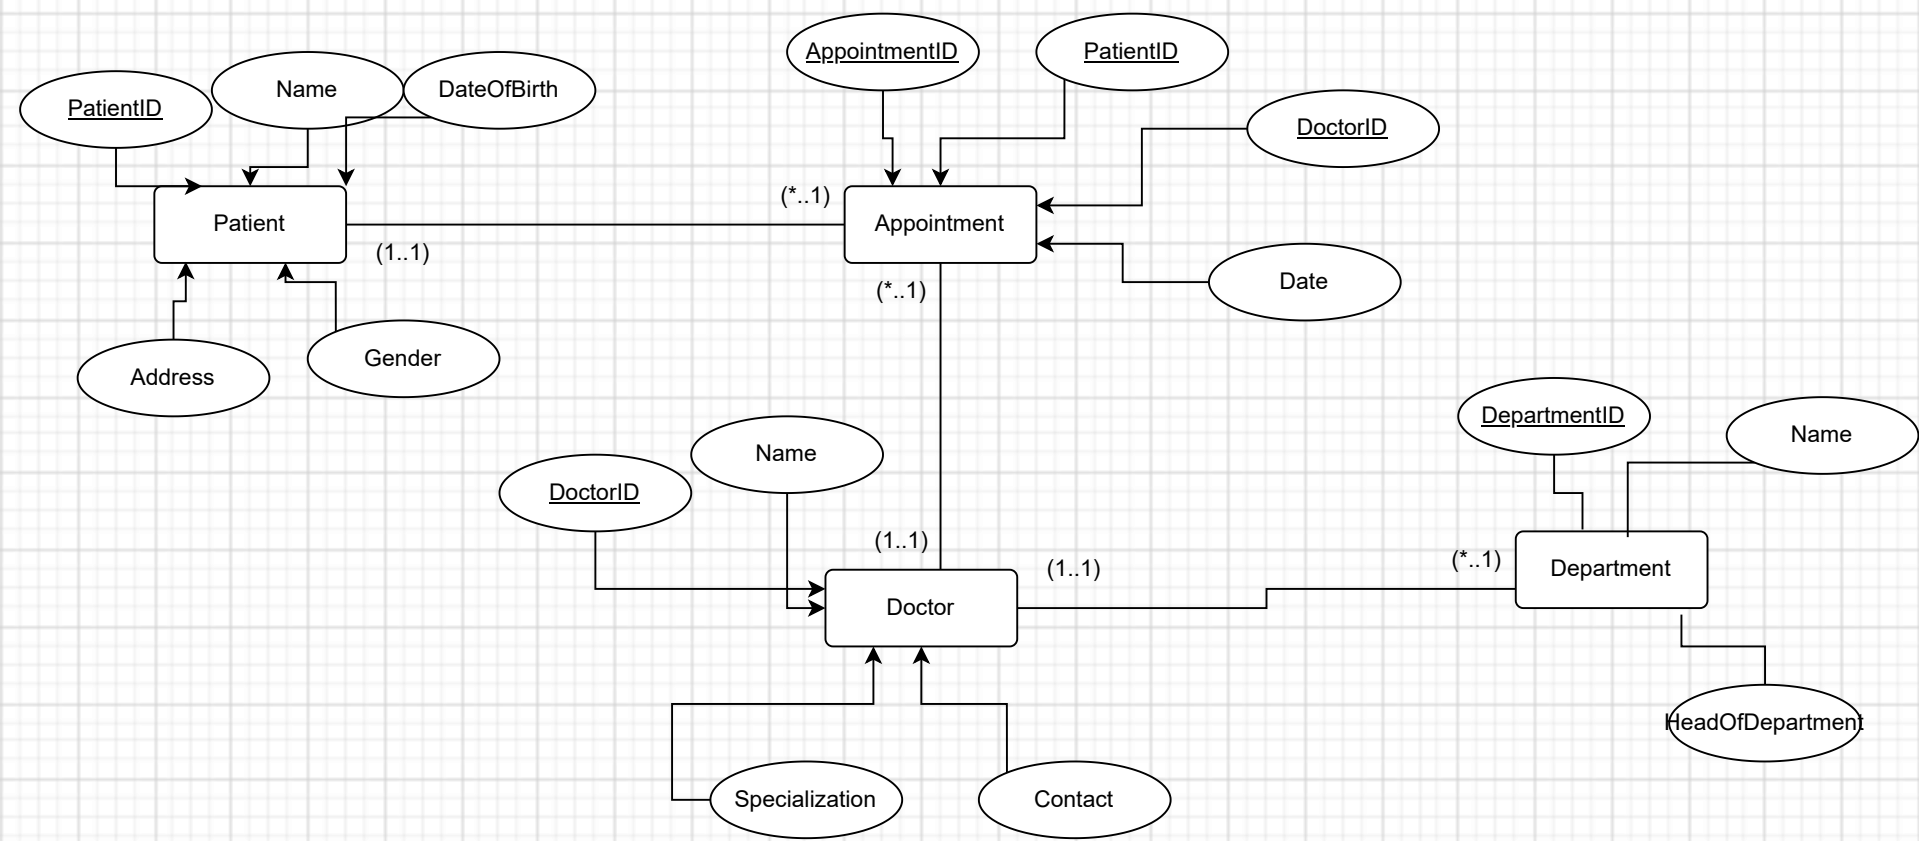 AppointmentID
PatientID
Name
DateOfBirth
PatientID
DoctorID
(*..1)
Patient
Appointment
(1..1)
Date
(*..1)
Gender
Address
DepartmentID
Name
Name
DoctorID
(1..1)
(1..1)
(*..1)
Department
Doctor
HeadOfDepartment
Specialization
Contact